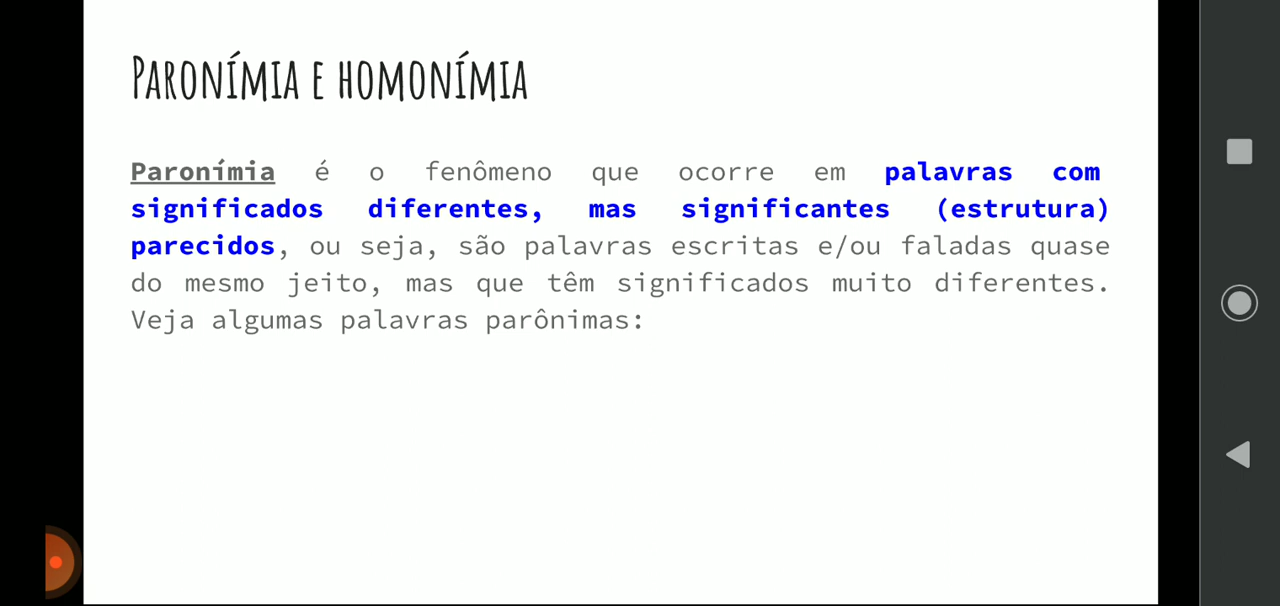 Paronímia e homonímia
Paronímia é o fenômeno que ocorre em palavras com
significados diferentes, mas significantes (estrutura)
parecidos, ou seja, são palavras escritas e/ou faladas quase
do mesmo jeito, mas que têm significados muito diferentes.
Veja algumas palavras parônimas: